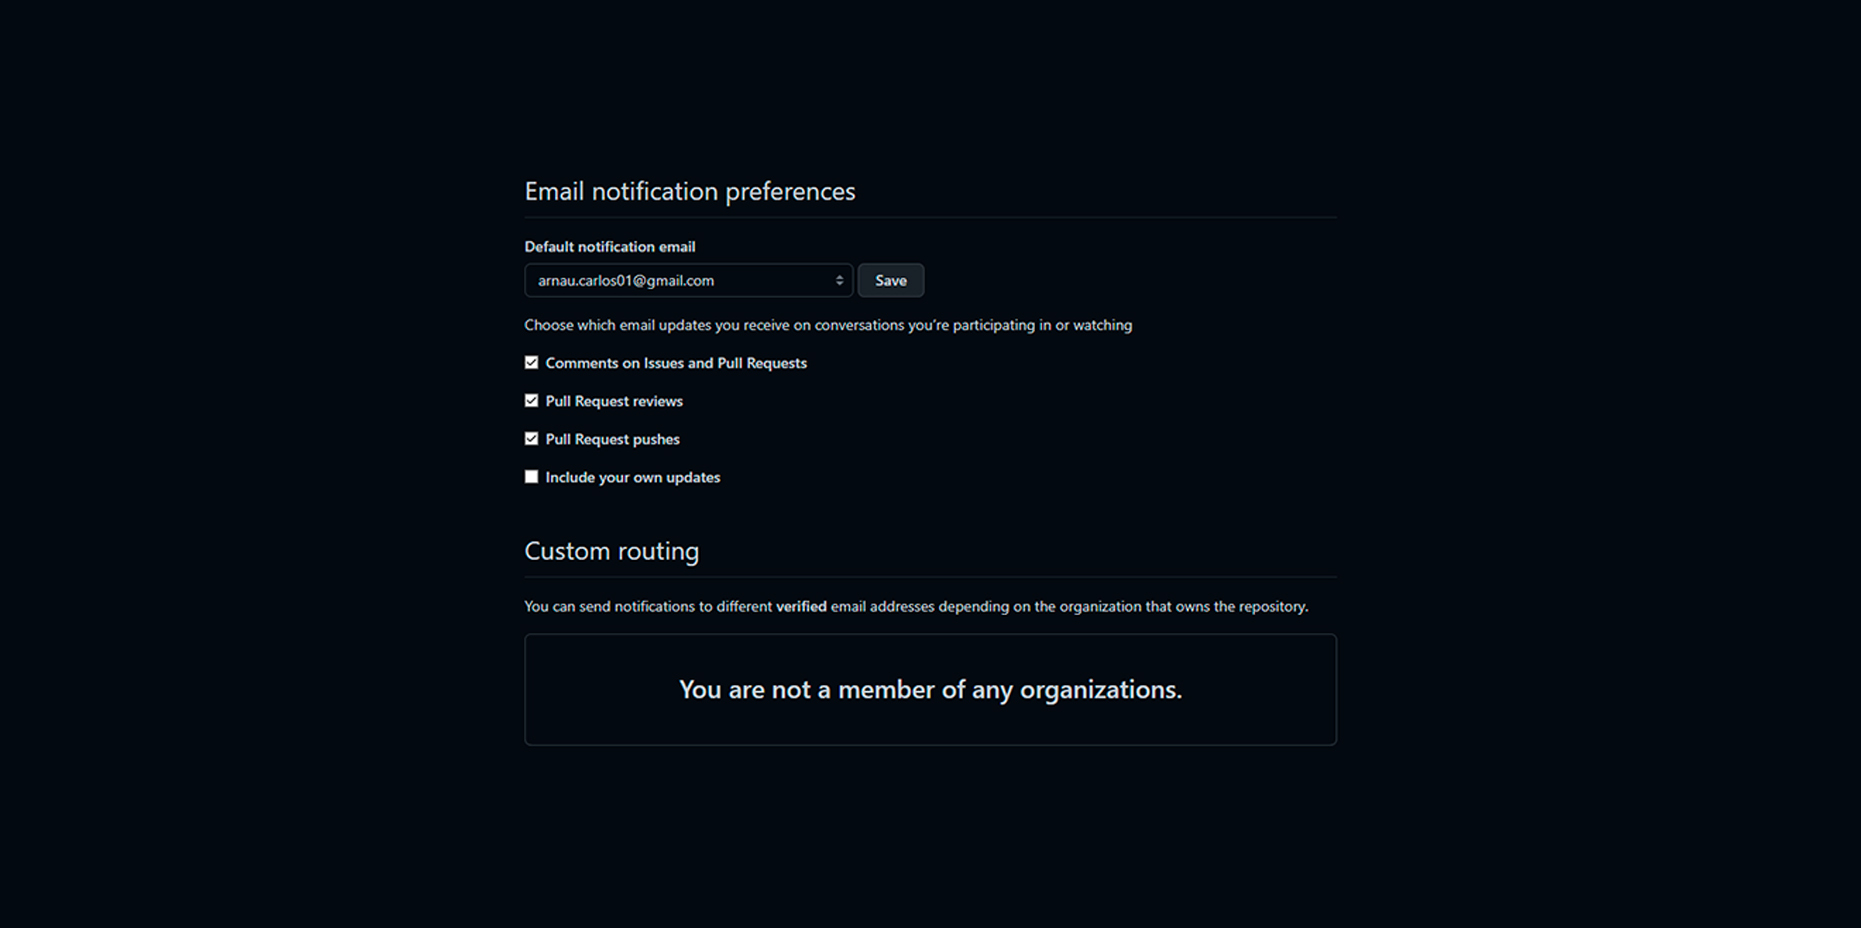 Email notification preferences
Default notification email
arnau.carlos01@gmail.com
Save
Choose which email updates you receive on conversations you’re participating in or watching
Comments on Issues and Pull Requests
Pull Request reviews
Pull Request pushes
Include your own updates
Custom routing
You can send notifications to different verified email addresses depending on the organization that owns the repository.
You are not a member of any organizations.